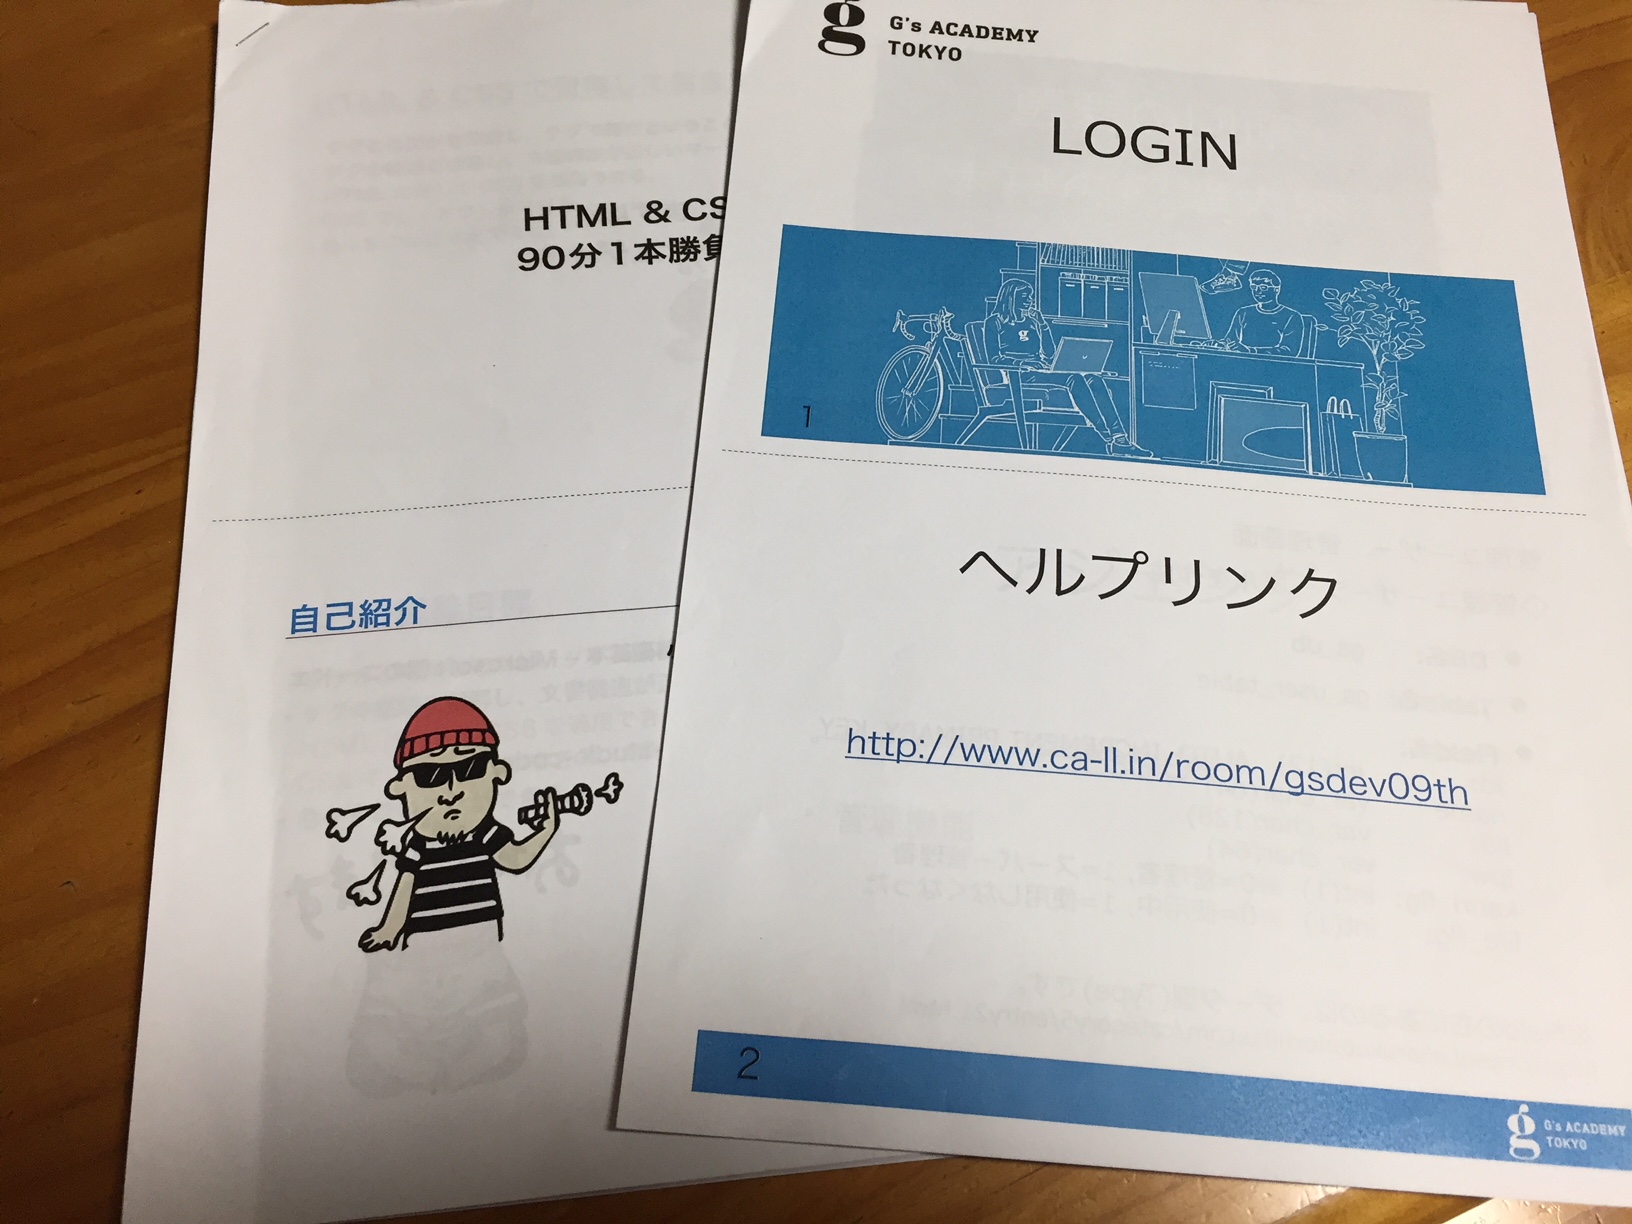 HTML & CS
90分1本勝負
自己紹介
g
G's ACADEMY
TOKYO
LOGIN
1
ヘルプリンク
http://www.ca-ll.in/room/gsdev09th
2
g
G's ACADEMY
TOKYO